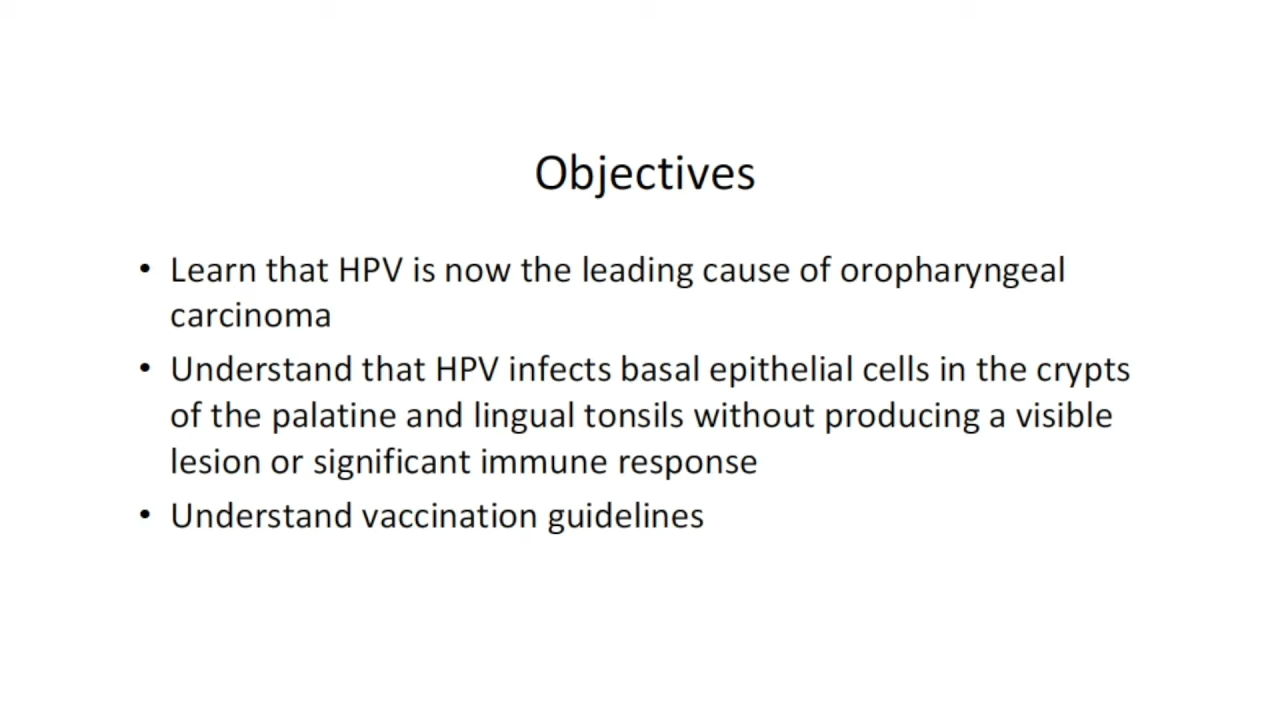 Objectives
• Learn that HPV is now the leading cause of oropharyngeal
carcinoma
• Understand that HPV infects basal epithelial cells in the crypts
of the palatine and lingual tonsils without producing a visible
lesion or significant immune response
• Understand vaccination guidelines